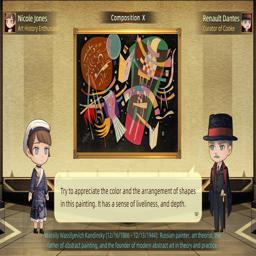 Nicole Jones
Art History Enthusiast
Composition X
Renault Dantes
Curator of Cooke
Try to appreciate the color and the arrangement of shapes
in this painting. It has a sense of liveliness, and depth.
Wassily Wassilyevich Kandinsky (12/16/1866 - 12/13/1944): Russian painter, art theorist, the
father of abstract painting, and the founder of modern abstract art in theory and practice.